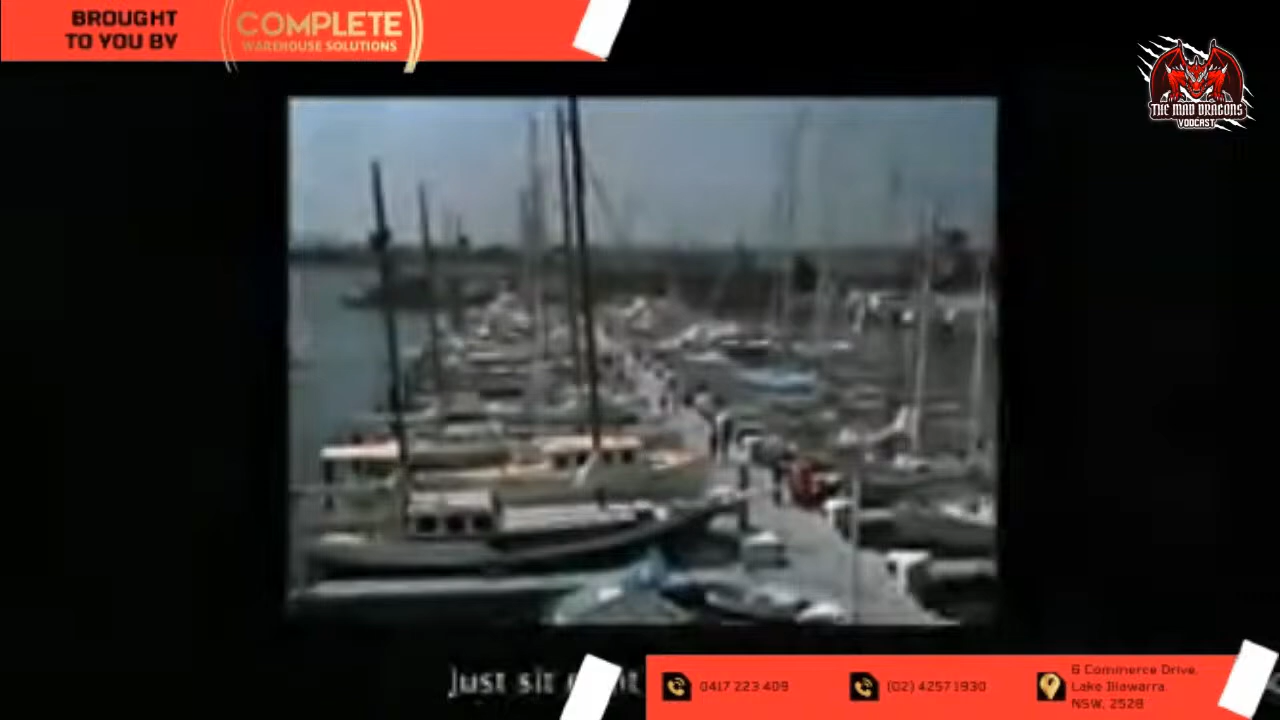 BROUGHT
TO YOU BY
COMPLETE
WAREHOUSE SOLUTIONS
THE MAD DRAGONS
VODCAST
Just sit
0417 223 409
(02) 4257 1930
6 Commerce Drive,
Lake Illawarra,
NSW, 2528